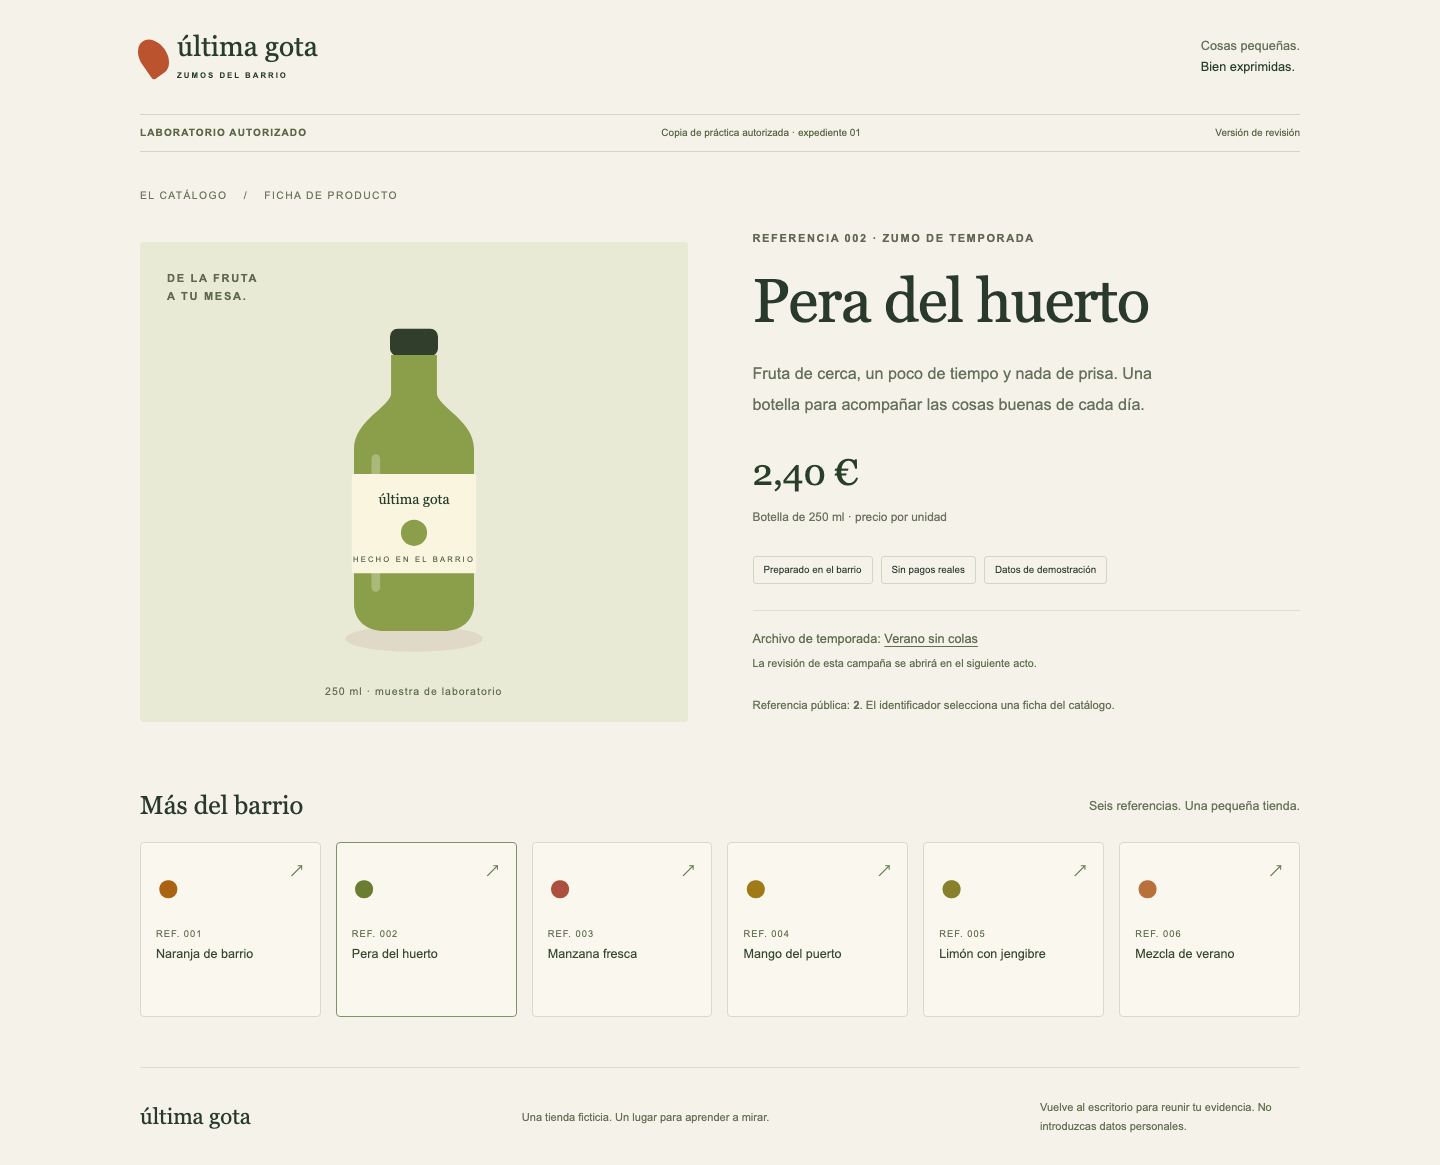 última gota
ZUMOS DEL BARRIO
Cosas pequeñas.
Bien exprimidas.
LABORATORIO AUTORIZADO
Copia de práctica autorizada · expediente 01
Versión de revisión
EL CATÁLOGO / FICHA DE PRODUCTO
DE LA FRUTA
A TU MESA.
última gota
HECHO EN EL BARRIO
250 ml · muestra de laboratorio
REFERENCIA 002 · ZUMO DE TEMPORADA
Pera del huerto
Fruta de cerca, un poco de tiempo y nada de prisa. Una
botella para acompañar las cosas buenas de cada día.
2,40 €
Botella de 250 ml · precio por unidad
Preparado en el barrio
Sin pagos reales
Datos de demostración
Archivo de temporada: Verano sin colas
La revisión de esta campaña se abrirá en el siguiente acto.
Referencia pública: 2. El identificador selecciona una ficha del catálogo.
Más del barrio
Seis referencias. Una pequeña tienda.
REF. 001
Naranja de barrio
REF. 002
Pera del huerto
REF. 003
Manzana fresca
REF. 004
Mango del puerto
REF. 005
Limón con jengibre
REF. 006
Mezcla de verano
última gota
Una tienda ficticia. Un lugar para aprender a mirar.
Vuelve al escritorio para reunir tu evidencia. No
introduzcas datos personales.